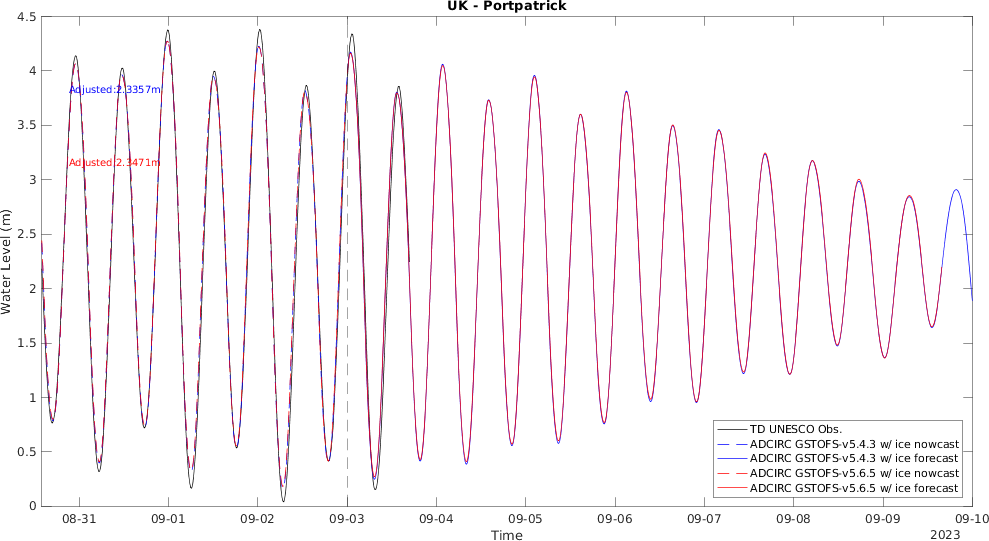 UK - Portpatrick
4.5
4
3.5
3
2.5
2
1.5
1
0.5
0
Water Level (m)
Adjusted:2.3357m
Adjusted:2.3471m
TD UNESCO Obs.
ADCIRC GSTOFS-v5.4.3 w/ ice nowcast
ADCIRC GSTOFS-v5.4.3 w/ ice forecast
ADCIRC GSTOFS-v5.6.5 w/ ice nowcast
ADCIRC GSTOFS-v5.6.5 w/ ice forecast
08-31 09-01 09-02 09-03 09-04 09-05 09-06 09-07 09-08 09-09 09-10
Time
2023